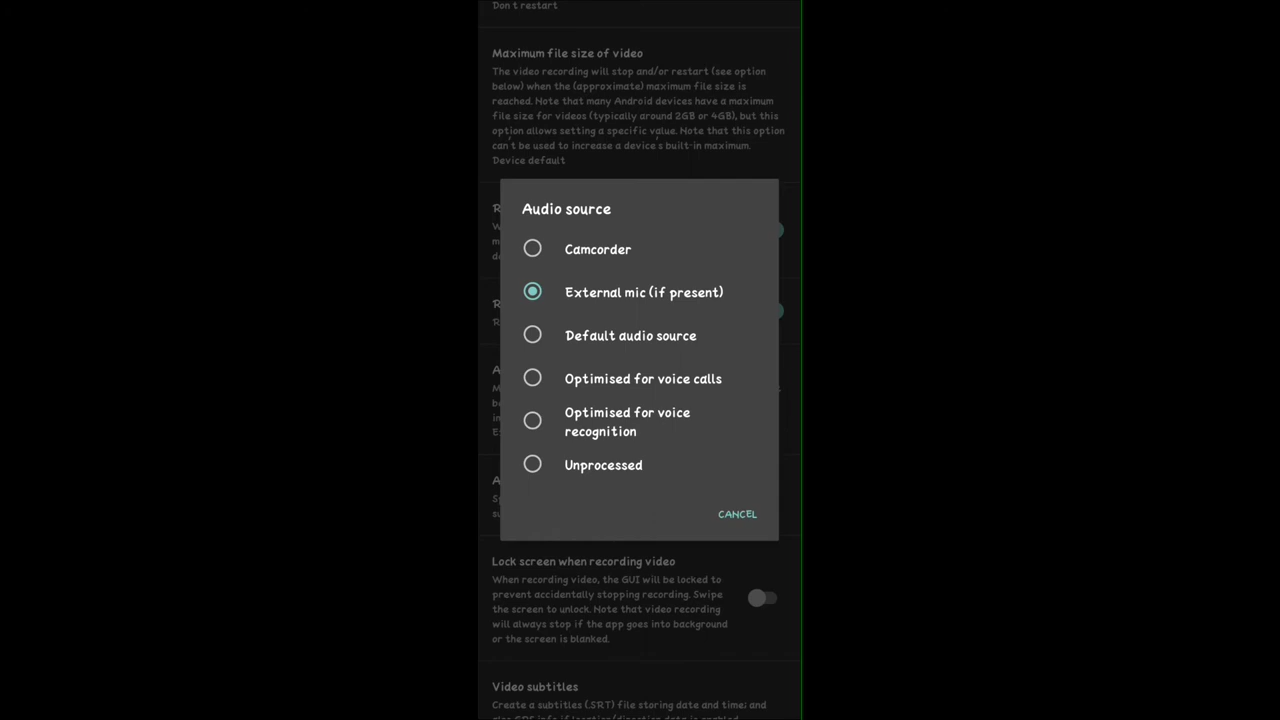 Don't restart
Maximum file size of video
The video recording will stop and/or restart (see option
below) when the (approximate) maximum file size is
reached. Note that many Android devices have a maximum
file size for videos (typically around 2GB or 4GB), but this
option allows setting a specific value. Note that this option
can't be used to increase a device's built-in maximum.
Device default
Audio source
Camcorder
External mic (if present)
Default audio source
Optimised for voice calls
Optimised for voice
recognition
Unprocessed
CANCEL
Lock screen when recording video
When recording video, the GUI will be locked to
prevent accidentally stopping recording. Swipe
the screen to unlock. Note that video recording
will always stop if the app goes into background
or the screen is blanked.
Video subtitles
Create a subtitles (.SRT) file storing date and time; and